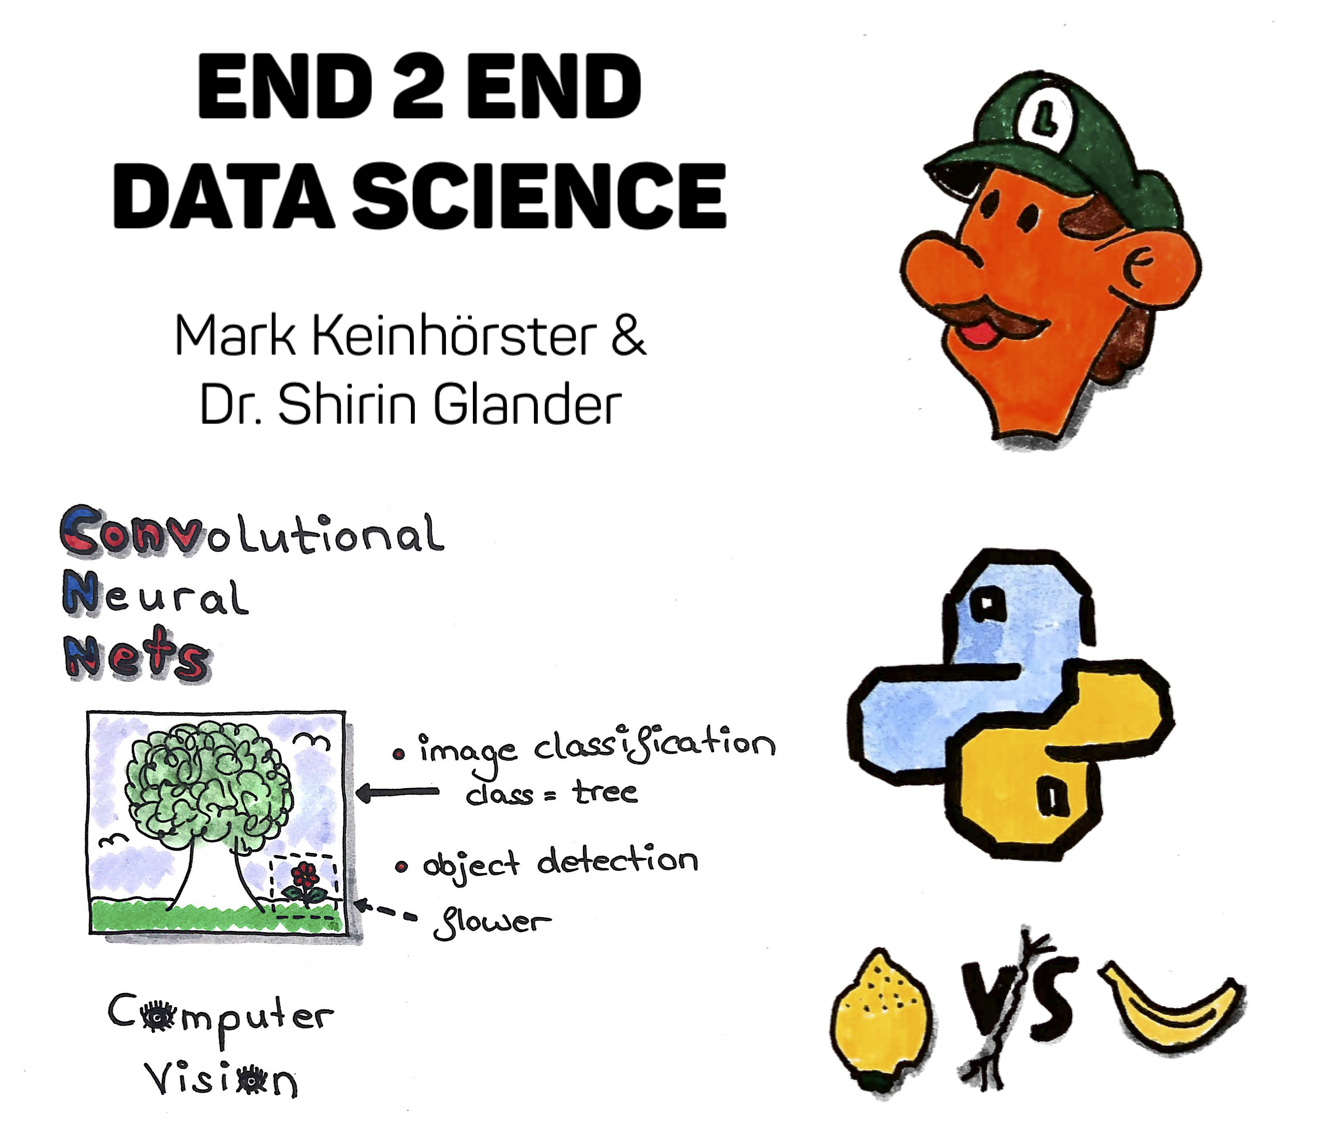 END 2 END
DATA SCIENCE
Mark Keinhörster &
Dr. Shirin Glander
L
Convolutional
Neural
Nets
• image classification
class = tree
• object detection
flower
Computer
Vision
VS